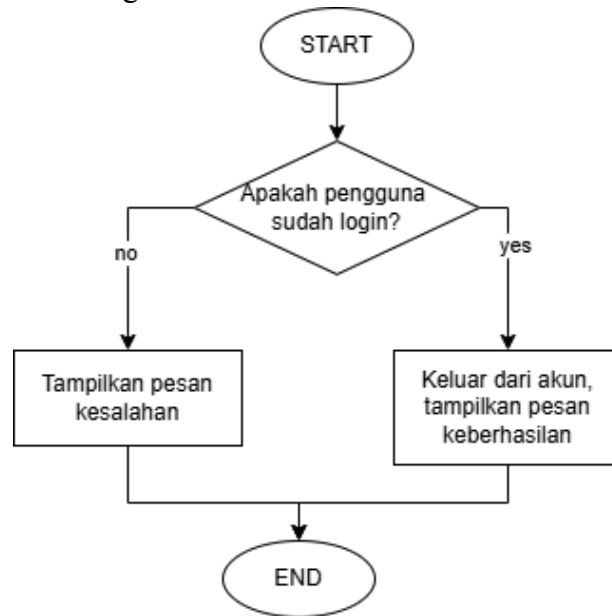 START
Apakah pengguna
sudah login?
no
yes
Tampilkan pesan
kesalahan
Keluar dari akun,
tampilkan pesan
keberhasilan
END